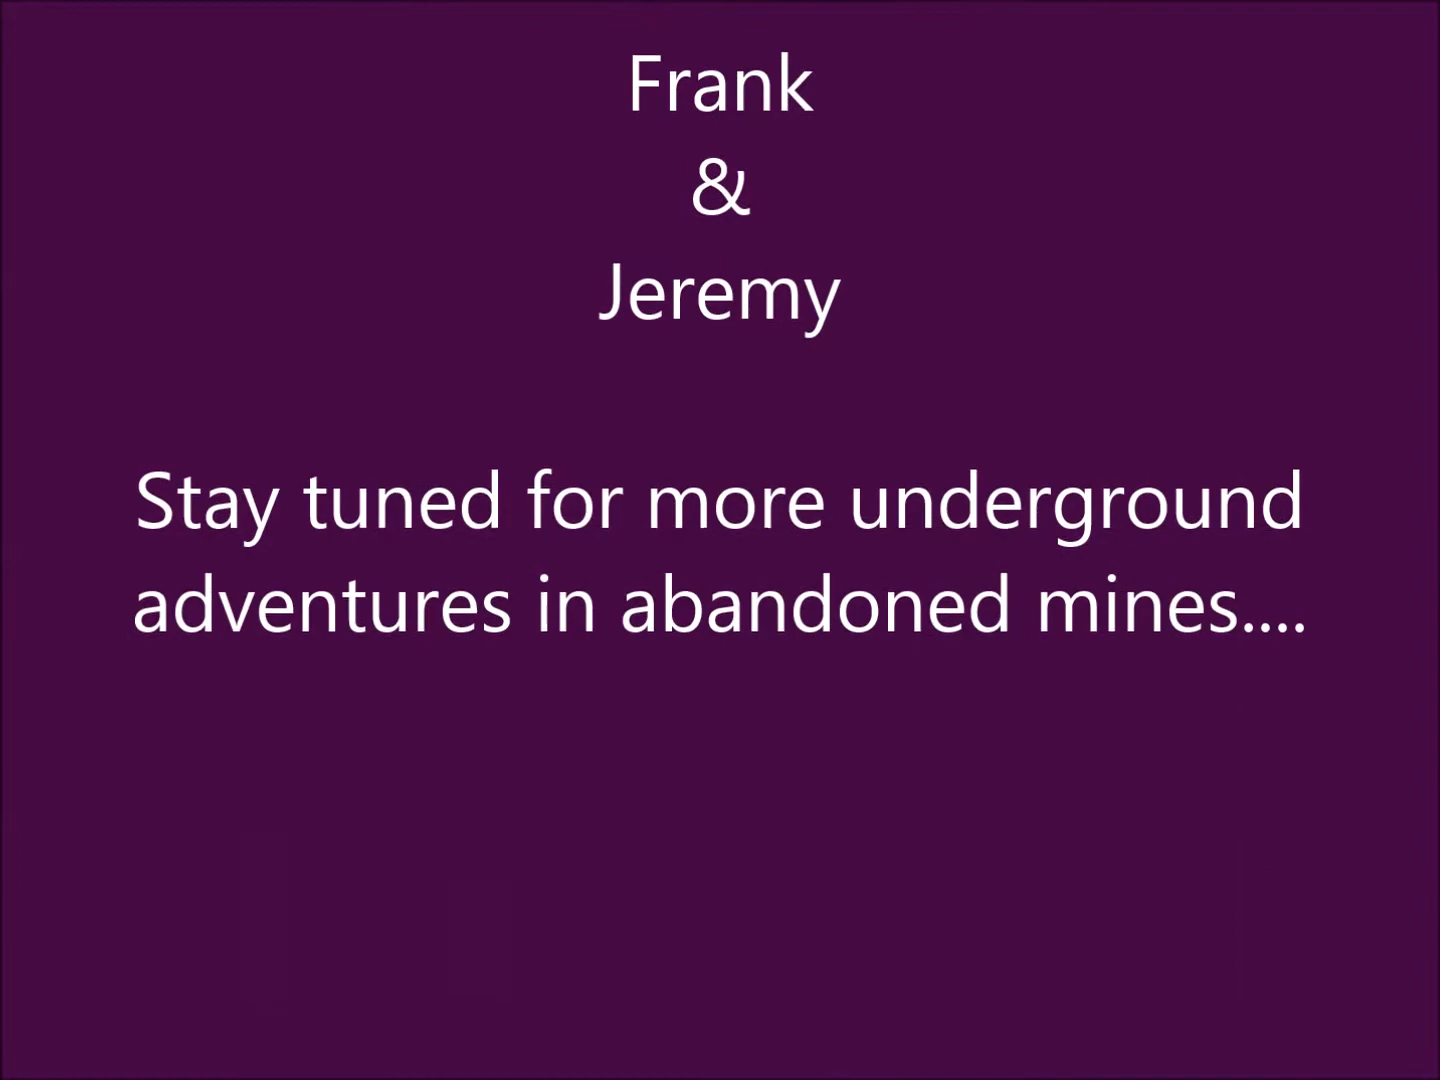 Frank
&
Jeremy
Stay tuned for more underground
adventures in abandoned mines....